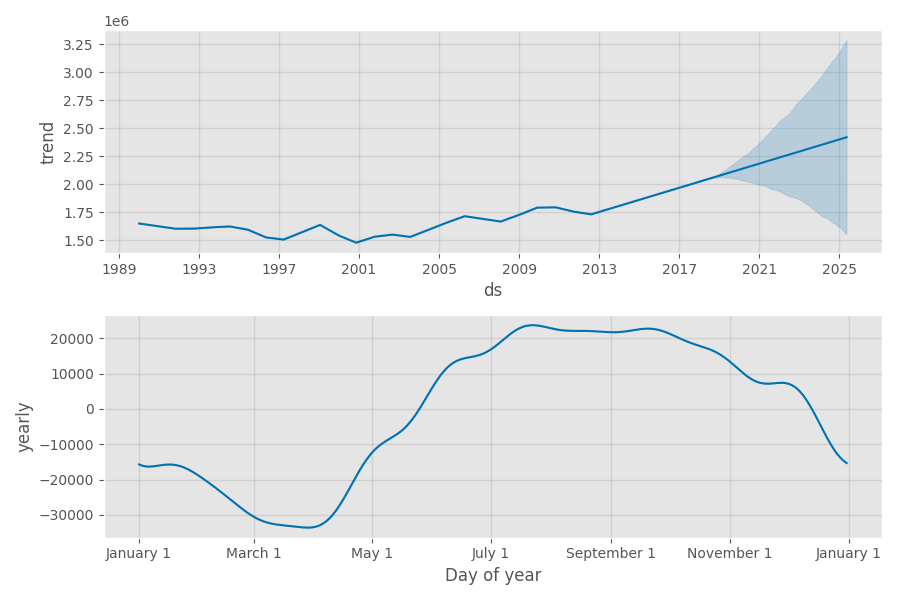 1e6
3.25
3.00
2.75
2.50
2.25
2.00
1.75
1.50
trend
1989 1993 1997 2001 2005 2009 2013 2017 2021 2025
ds
20000
10000
0
−10000
−20000
−30000
yearly
January 1 March 1 May 1 July 1 September 1 November 1 January 1
Day of year